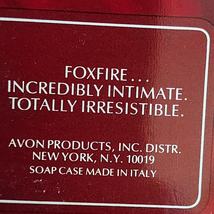 FOXFIRE...
INCREDIBLY INTIMATE.
TOTALLY IRRESISTIBLE.
AVON PRODUCTS, INC. DISTR.
NEW YORK, N.Y. 10019
SOAP CASE MADE IN ITALY